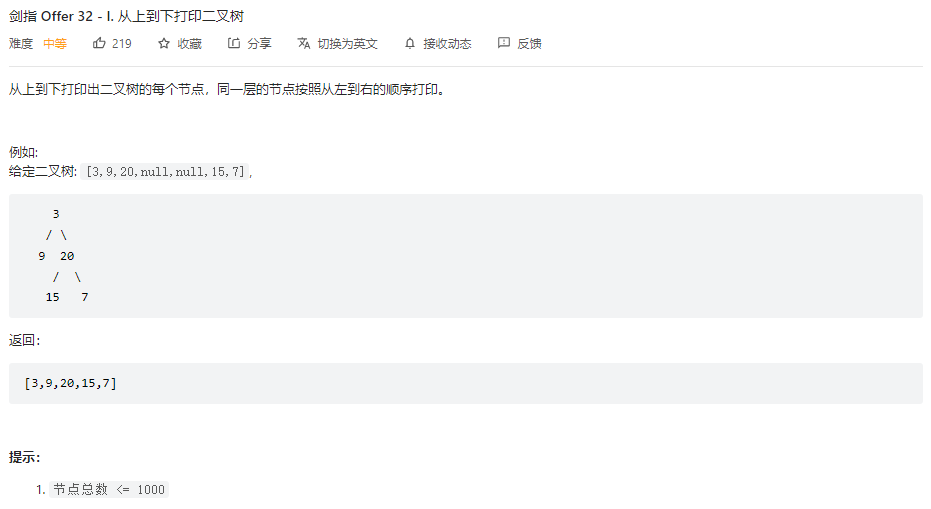 剑指 Offer 32 - I. 从上到下打印二叉树
难度 中等 219 收藏 分享 切换为英文 接收动态 反馈
从上到下打印出二叉树的每个节点，同一层的节点按照从左到右的顺序打印。
例如:
给定二叉树: [3,9,20,null,null,15,7],
3
/ \
9 20
/ \
15 7
返回：
[3,9,20,15,7]
提示：
1. 节点总数 <= 1000